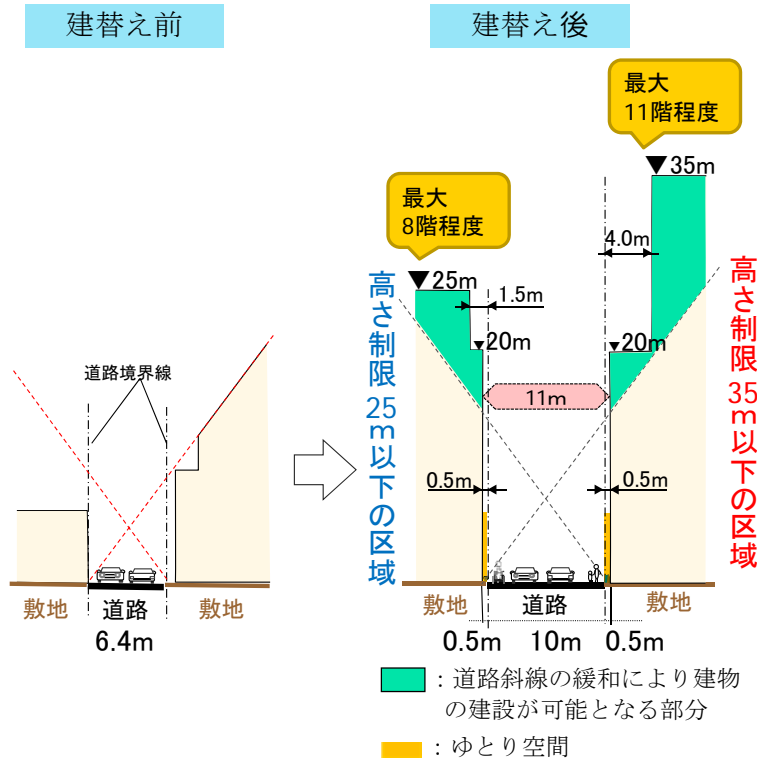 建替え前
建替え後
最大
11階程度
35m
最大
8階程度
4.0m
25m
1.5m
20m
20m
高さ制限25m以下の区域
高さ制限35m以下の区域
道路境界線
11m
0.5m
0.5m
敷地
道路
敷地
6.4m
敷地
道路
敷地
0.5m
10m
0.5m
：道路斜線の緩和により建物
の建設が可能となる部分
：ゆとり空間